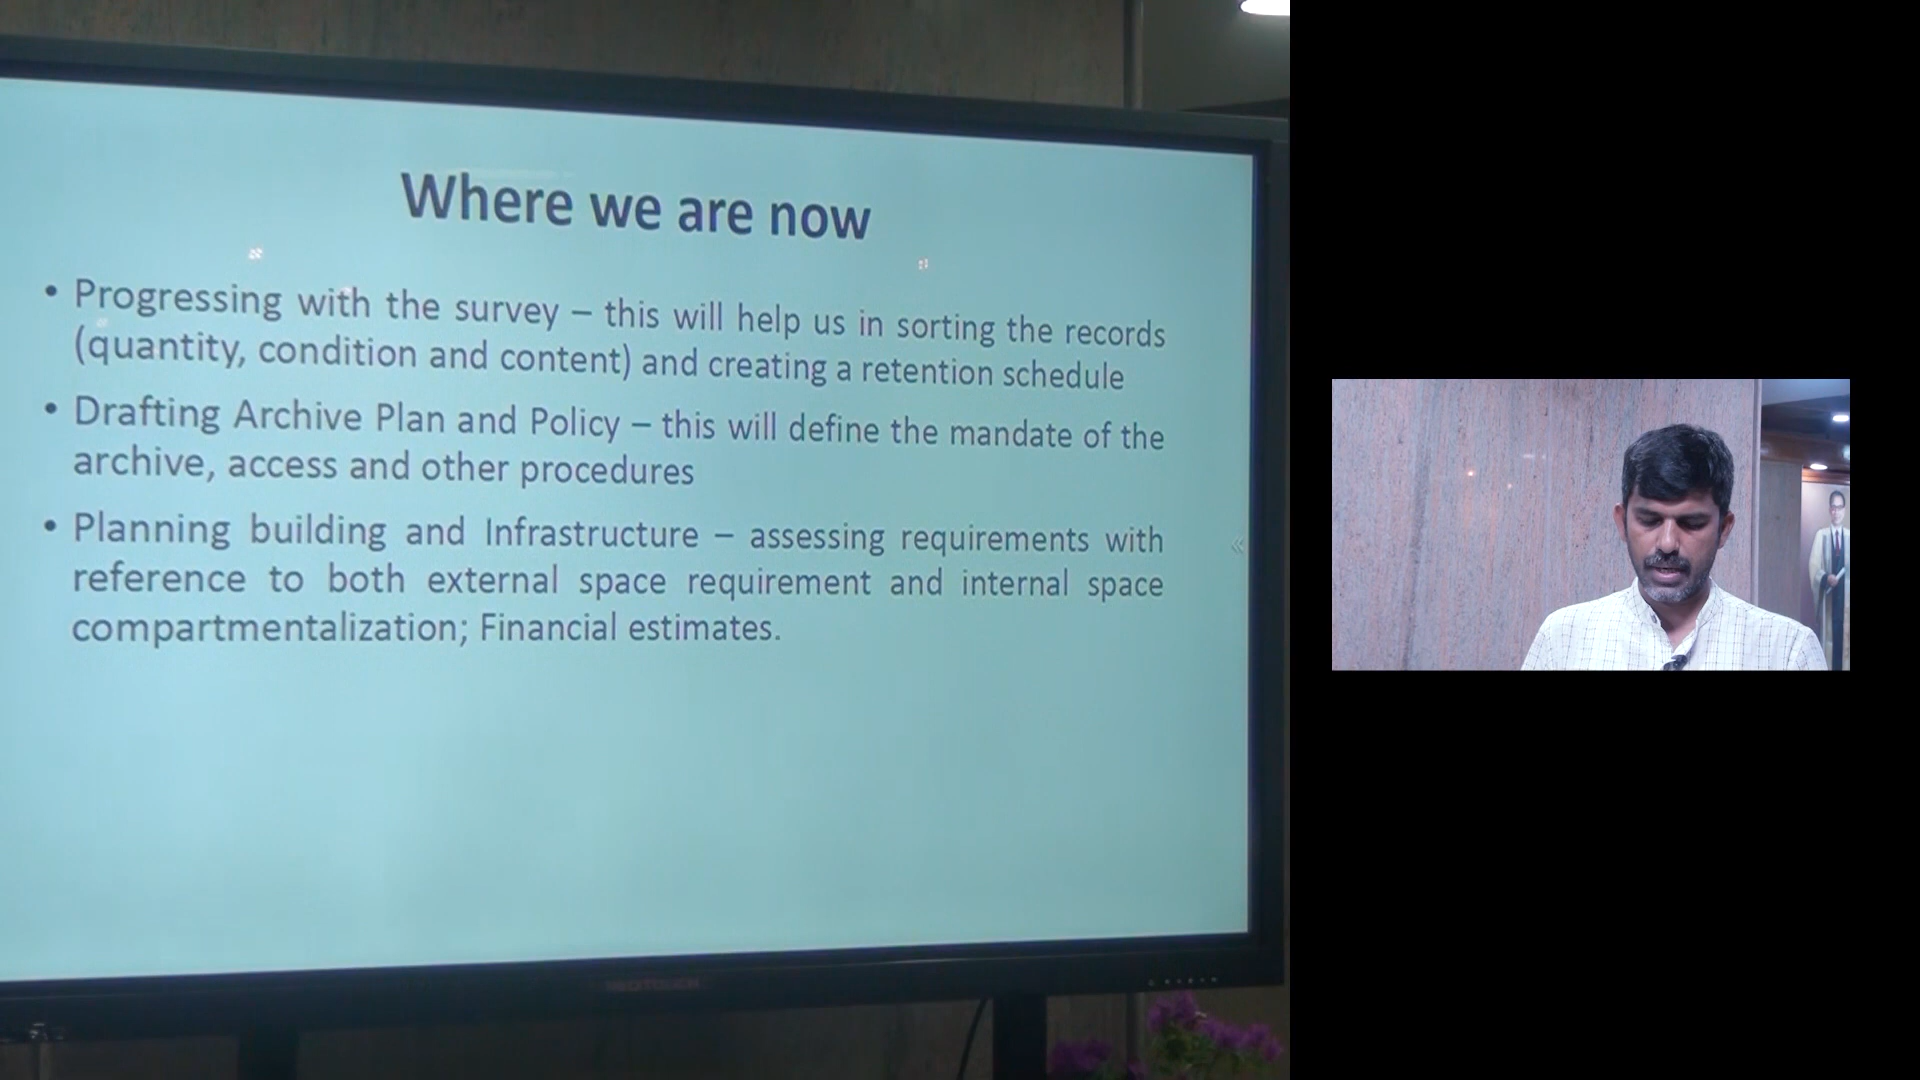 Where we are now
• Progressing with the survey – this will help us in sorting the records
(quantity, condition and content) and creating a retention schedule
• Drafting Archive Plan and Policy – this will define the mandate of the
archive, access and other procedures
• Planning building and Infrastructure – assessing requirements with
reference to both external space requirement and internal space
compartmentalization; Financial estimates.